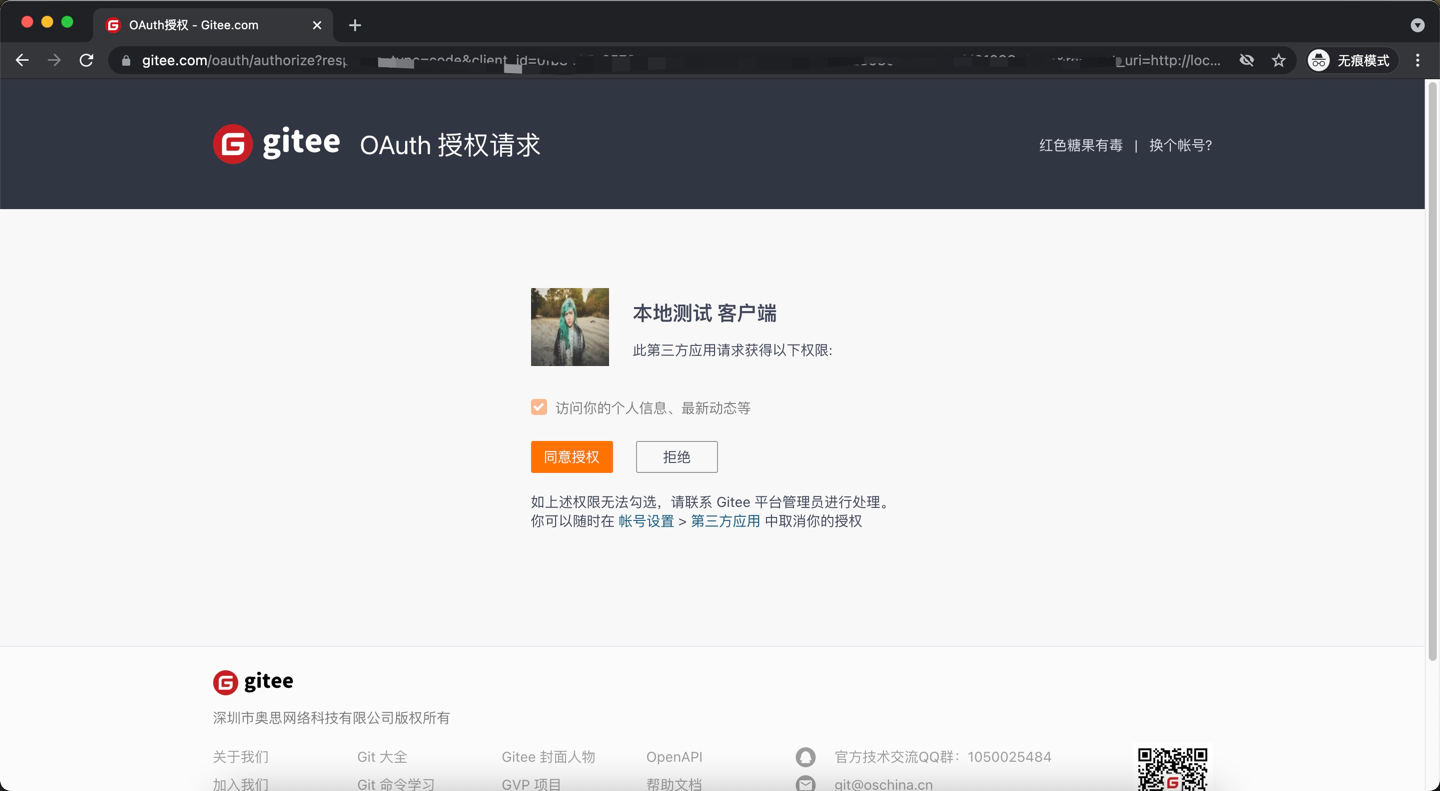 OAuth授权 - Gitee.com
gitee.com/oauth/authorize?resp
_uri=http://loc...
无痕模式
gitee OAuth 授权请求
红色糖果有毒 | 换个帐号?
本地测试 客户端
此第三方应用请求获得以下权限:
访问你的个人信息、最新动态等
同意授权 拒绝
如上述权限无法勾选，请联系 Gitee 平台管理员进行处理。
你可以随时在 帐号设置 > 第三方应用 中取消你的授权
gitee
深圳市奥思网络科技有限公司版权所有
关于我们 Git 大全 Gitee 封面人物 OpenAPI 官方技术交流QQ群：1050025484
加入我们 Git 命令学习 GVP 项目 帮助文档 git@oschina.cn